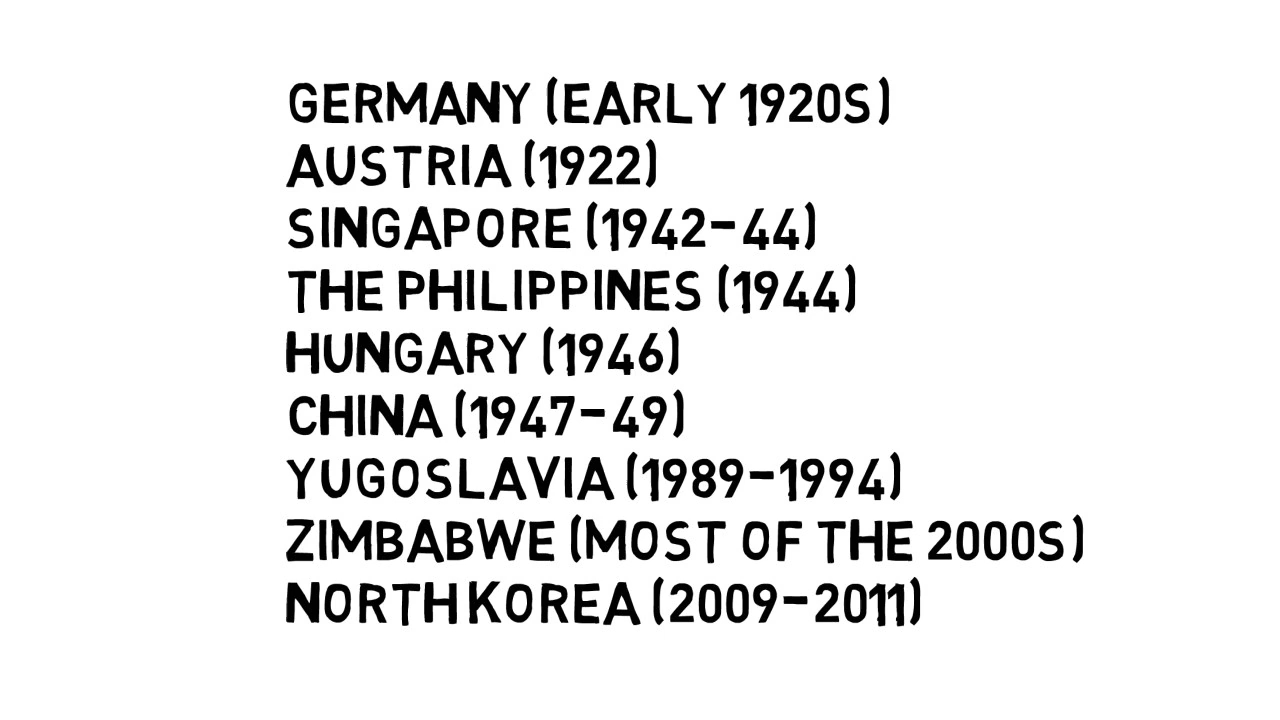 GERMANY (EARLY 1920S)
AUSTRIA (1922)
SINGAPORE (1942-44)
THE PHILIPPINES (1944)
HUNGARY (1946)
CHINA (1947-49)
YUGOSLAVIA (1989-1994)
ZIMBABWE (MOST OF THE 2000S)
NORTH KOREA (2009-2011)